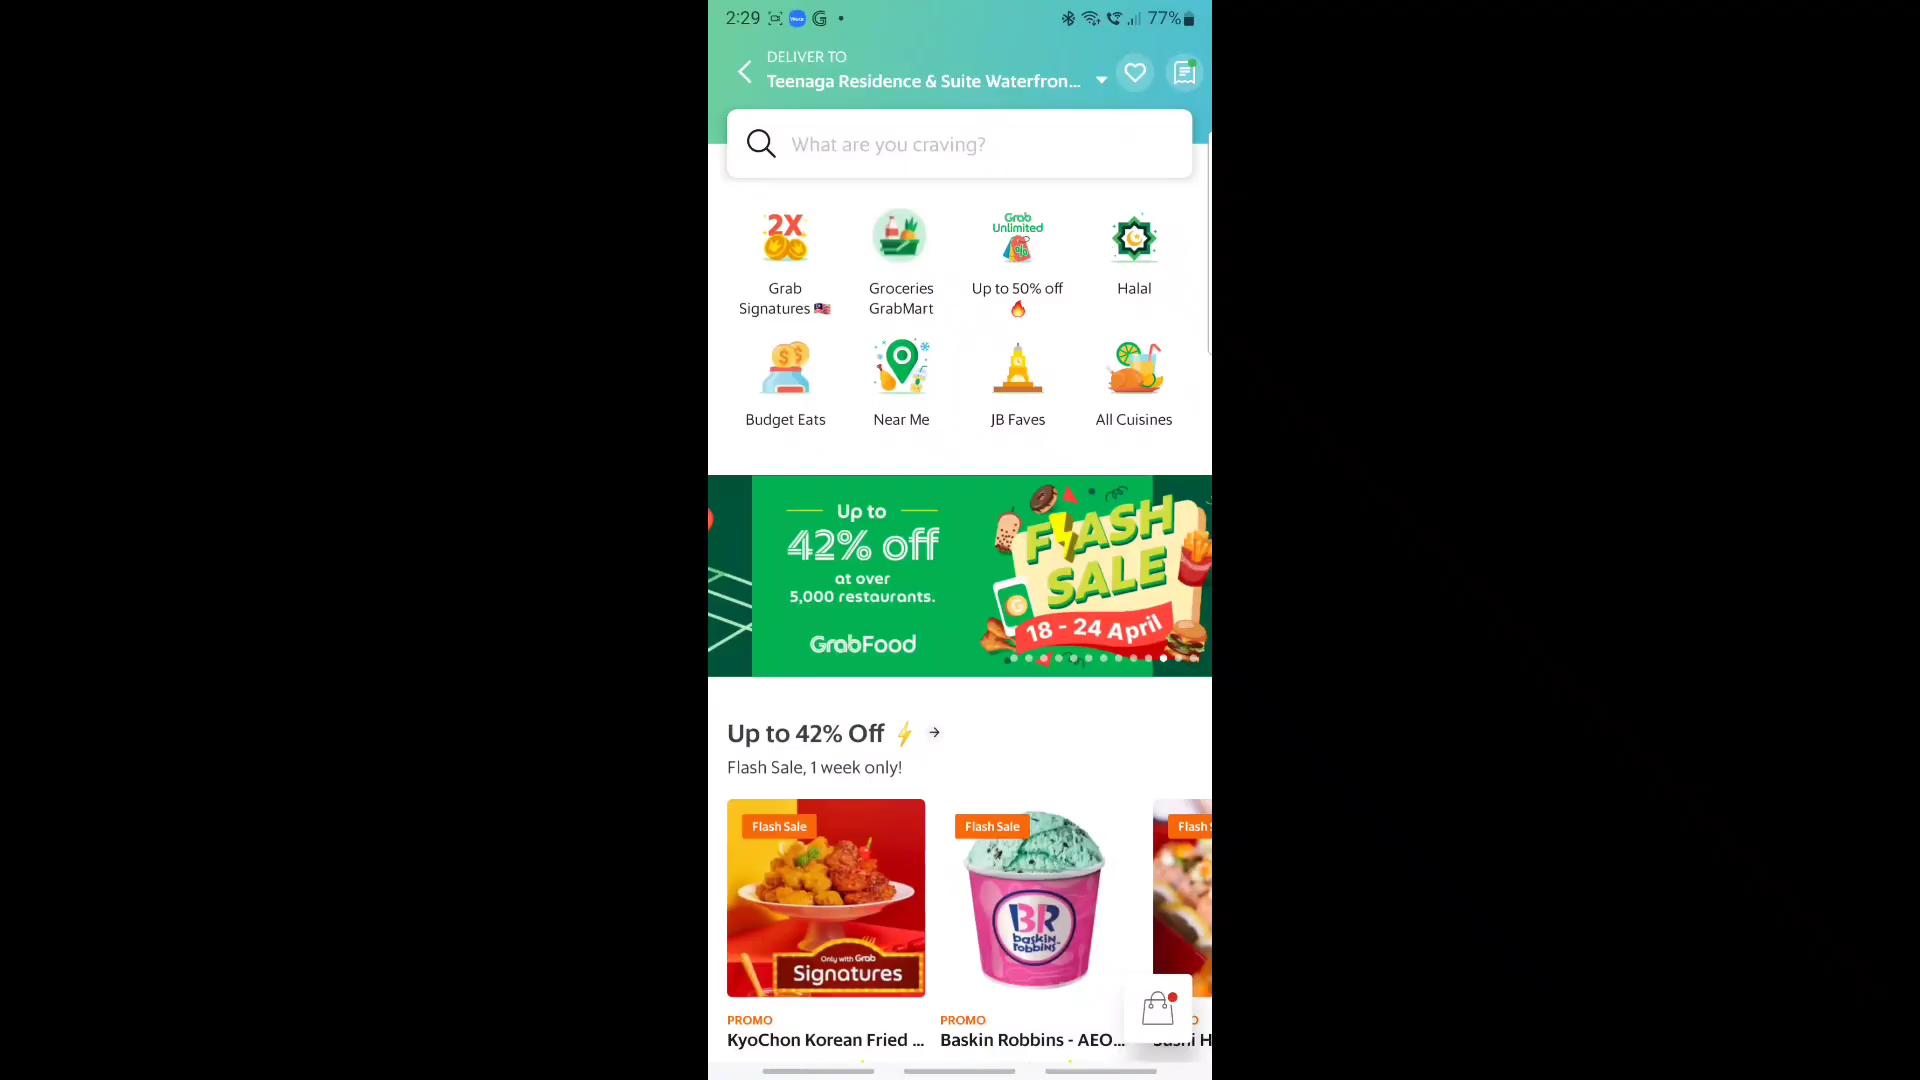 2:29
77%
DELIVER TO
Teenaga Residence & Suite Waterfron...
What are you craving?
2X
Grab
Unlimited
Grab
Signatures 🇲🇾
Groceries
GrabMart
Up to 50% off
🔥
Halal
Budget Eats
Near Me
JB Faves
All Cuisines
Up to
42% off
at over
5,000 restaurants.
GrabFood
FLASH
SALE
18 - 24 April
Up to 42% Off ⚡ →
Flash Sale, 1 week only!
Flash Sale
Flash Sale
Flash
Only with Grab
Signatures
BR
baskin
robbins
PROMO
PROMO
KyoChon Korean Fried ...
Baskin Robbins - AEO...
Sushi H